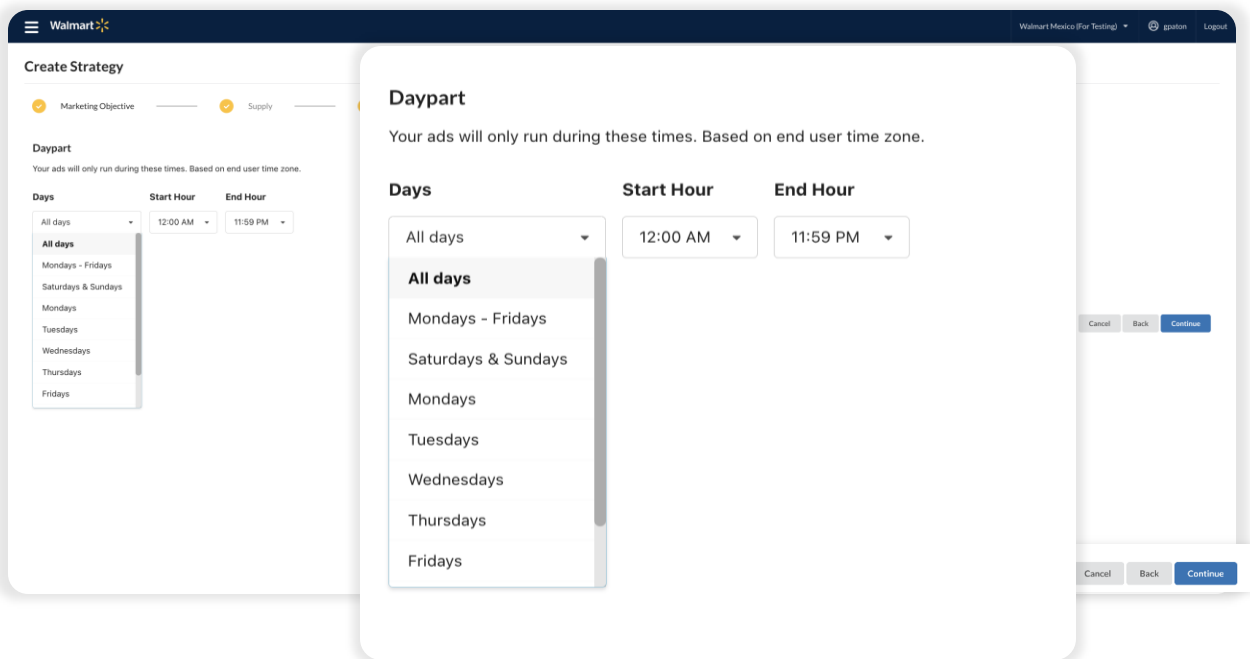 Walmart
Walmart Mexico (For Testing)
gpaton
Logout
Create Strategy
Marketing Objective
Supply
Daypart
Your ads will only run during these times. Based on end user time zone.
Days Start Hour End Hour
All days 12:00 AM 11:59 PM
All days
Mondays - Fridays
Saturdays & Sundays
Mondays
Tuesdays
Wednesdays
Thursdays
Fridays
Daypart
Your ads will only run during these times. Based on end user time zone.
Days Start Hour End Hour
All days 12:00 AM 11:59 PM
All days
Mondays - Fridays
Saturdays & Sundays
Mondays
Tuesdays
Wednesdays
Thursdays
Fridays
Cancel Back Continue
Cancel Back Continue